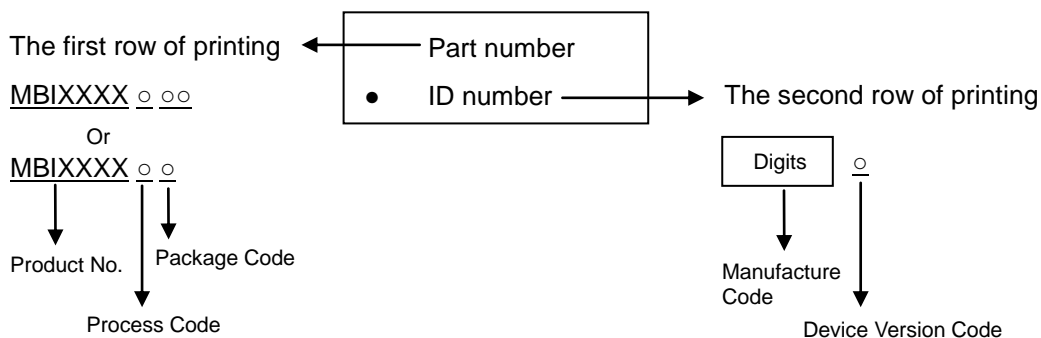 The first row of printing
Part number
MBIXXXX ○ ○○
● ID number
The second row of printing
Or
MBIXXXX ○ ○
Digits ○
Product No.
Package Code
Manufacture
Code
Process Code
Device Version Code